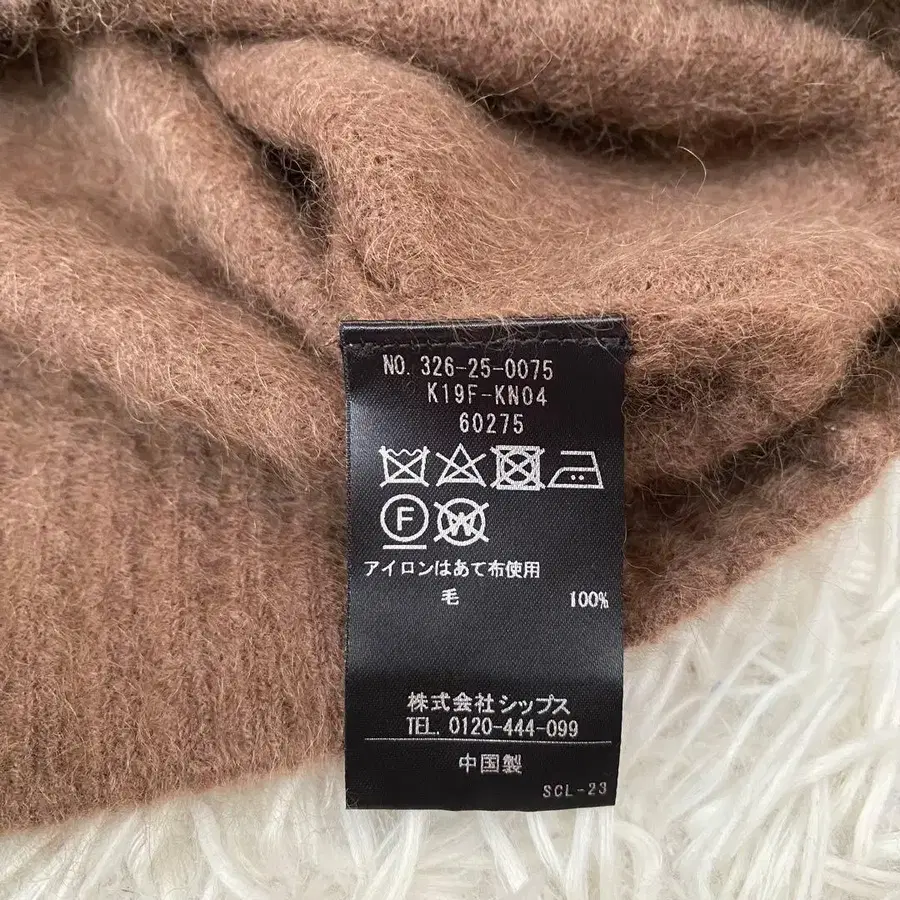 NO. 326-25-0075
K19F-KN04
60275
F W
アイロンはあて布使用
毛 100%
株式会社シップス
TEL. 0120-444-099
中国製
SCL-23